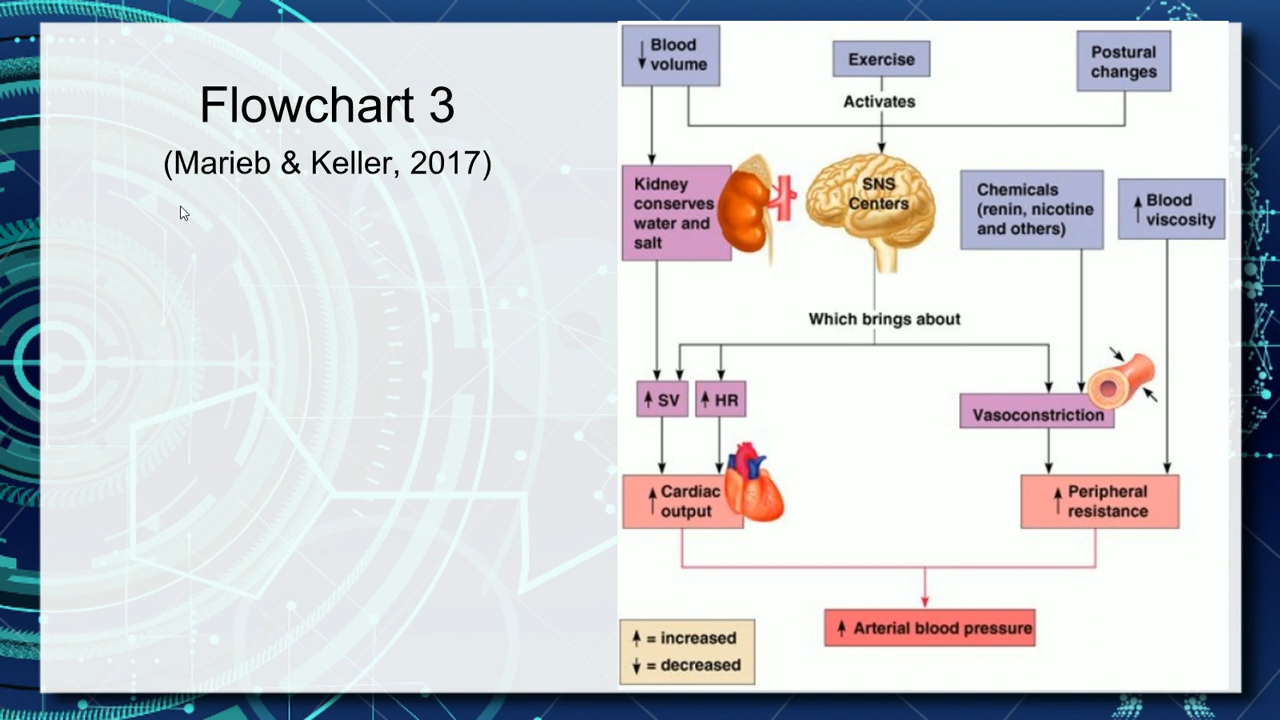 Flowchart 3
(Marieb & Keller, 2017)
↓ Blood
volume
Exercise
Postural
changes
Activates
Kidney
conserves
water and
salt
SNS
Centers
Chemicals
(renin, nicotine
and others)
↑ Blood
viscosity
Which brings about
↑ SV
↑ HR
Vasoconstriction
↑ Cardiac
output
↑ Peripheral
resistance
↑ Arterial blood pressure
↑ = increased
↓ = decreased